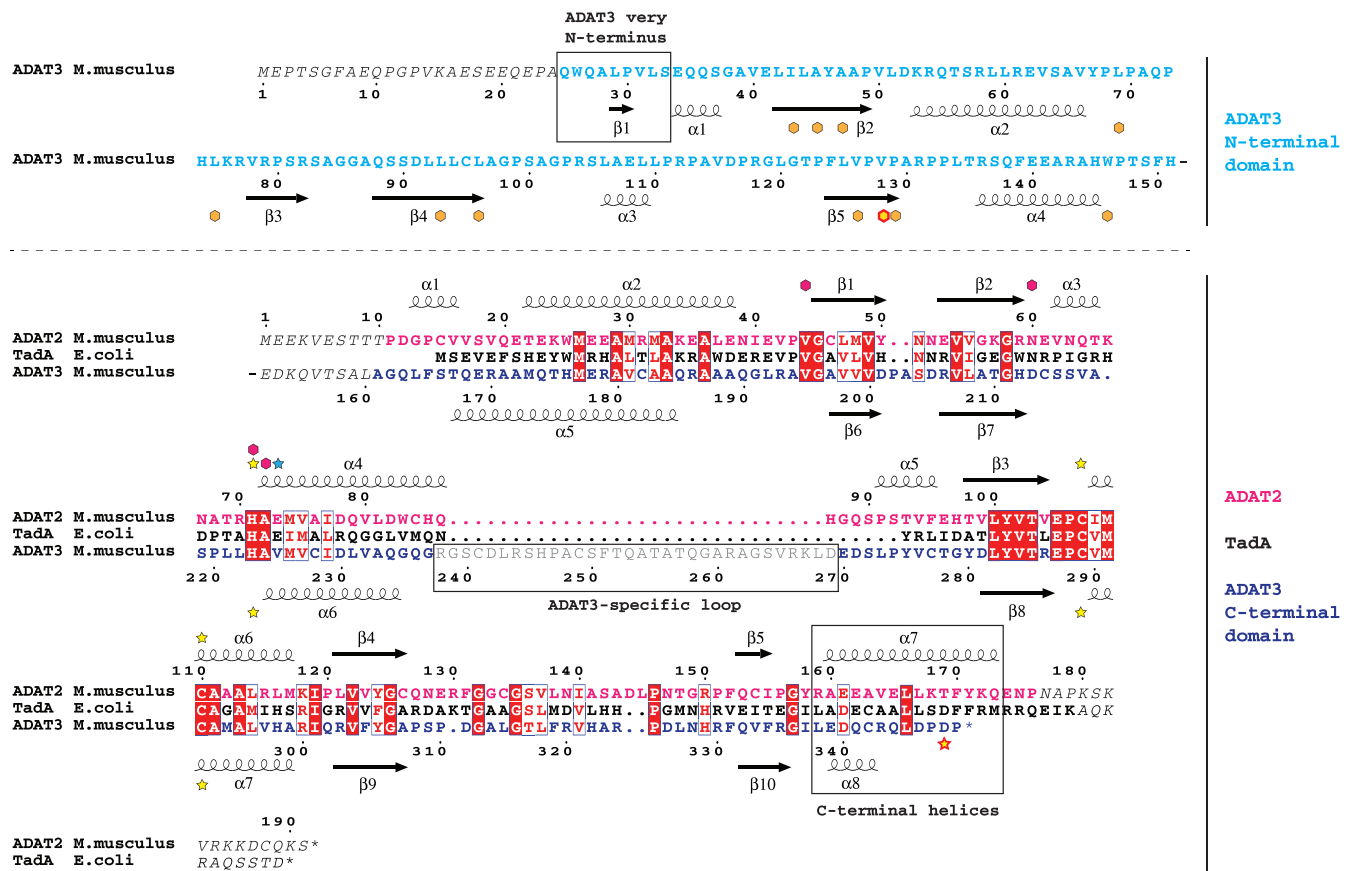 ADAT3 very
N-terminus
ADAT3 M.musculus MEPTSGFAEQPGPVKAESEEQEPAQWQALPVLSEQQSGAVELILAYAAPVLDKRQTSRLLREVSAVYPLPAQP
1 10 20 30 40 50 60 70
β1 α1 β2 α2
ADAT3
N-terminal
domain
ADAT3 M.musculus HLKRVRPSRSAGGAQSSDLLLCLAGPSAGPRSLAELLPRPAVDPRGLGTPFLVPVPARPPLTRSQFEEARAHWPTSFH-
80 90 100 110 120 130 140 150
β3 β4 α3 β5 α4
α1 α2 β1 β2 α3
1 10 20 30 40 50 60
ADAT2 M.musculus MEEKVESTTTPDGPCVVSVQETEKWMEEAMRMAKEALENIEVPVGCLMVY..NNEVVGKGRNEVNQTK
TadA E.coli MSEVEFSHEYWMRHALTLAKRAWDEREVPVGAVLVH..NNRVIGEGWNRPIGRH
ADAT3 M.musculus -EDKQVTSALAGQLFSTQERAAMQTHMERAVCAAQRAAAQGLRAVGAVVVDPASDRVLATGHDCSSVA.
160 170 180 190 200 210
α5 β6 β7
α4 α5 β3
70 80 90 100
ADAT2 M.musculus NATRHAEMVAIDQVLDWCHQ..............................HGQSPSTVFEHTVLYVTVEPCIM
TadA E.coli DPTAHAEIMALRQGGLVMQN....................................YRLIDATLYVTLEPCVM
ADAT3 M.musculus SPLLHAVMVCIDLVAQGQGRGSCDLRSHPACSFTQATATQGARAGSVRKLDEDSLPYVCTGYDLYVTREPCVM
220 230 240 250 260 270 280 290
α6 ADAT3-specific loop β8
ADAT2
TadA
ADAT3
C-terminal
domain
α6 β4 β5 α7
110 120 130 140 150 160 170 180
ADAT2 M.musculus CAAALRLMKIPLVVYGCQNERFGGCGSVLNIASADLPNTGRPFQCIPGYRAEEAVELLKTFYKQENPNAPKSK
TadA E.coli CAGAMIHSRIGRVVFGARDAKTGAAGSLMDVLHH..PGMNHRVEITEGILADECAALLSDFFRMRRQEIKAQK
ADAT3 M.musculus CAMALVHARIQRVFYGAPSP.DGALGTLFRVHAR..PDLNHRFQVFRGILEDQCRQLDPDP*
300 310 320 330 340
α7 β9 β10 α8
C-terminal helices
190
ADAT2 M.musculus VRKKDCQKS*
TadA E.coli RAQSSTD*